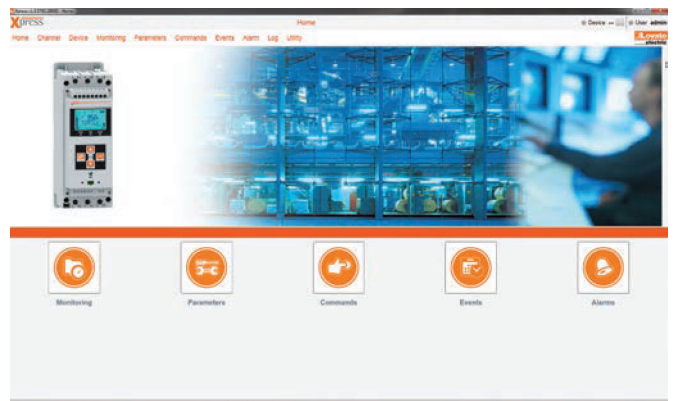 Xpress
Home
Device -- User admin
Home Channel Device Monitoring Parameters Commands Events Alarm Log Utility
Lovato
electric
Monitoring Parameters Commands Events Alarms